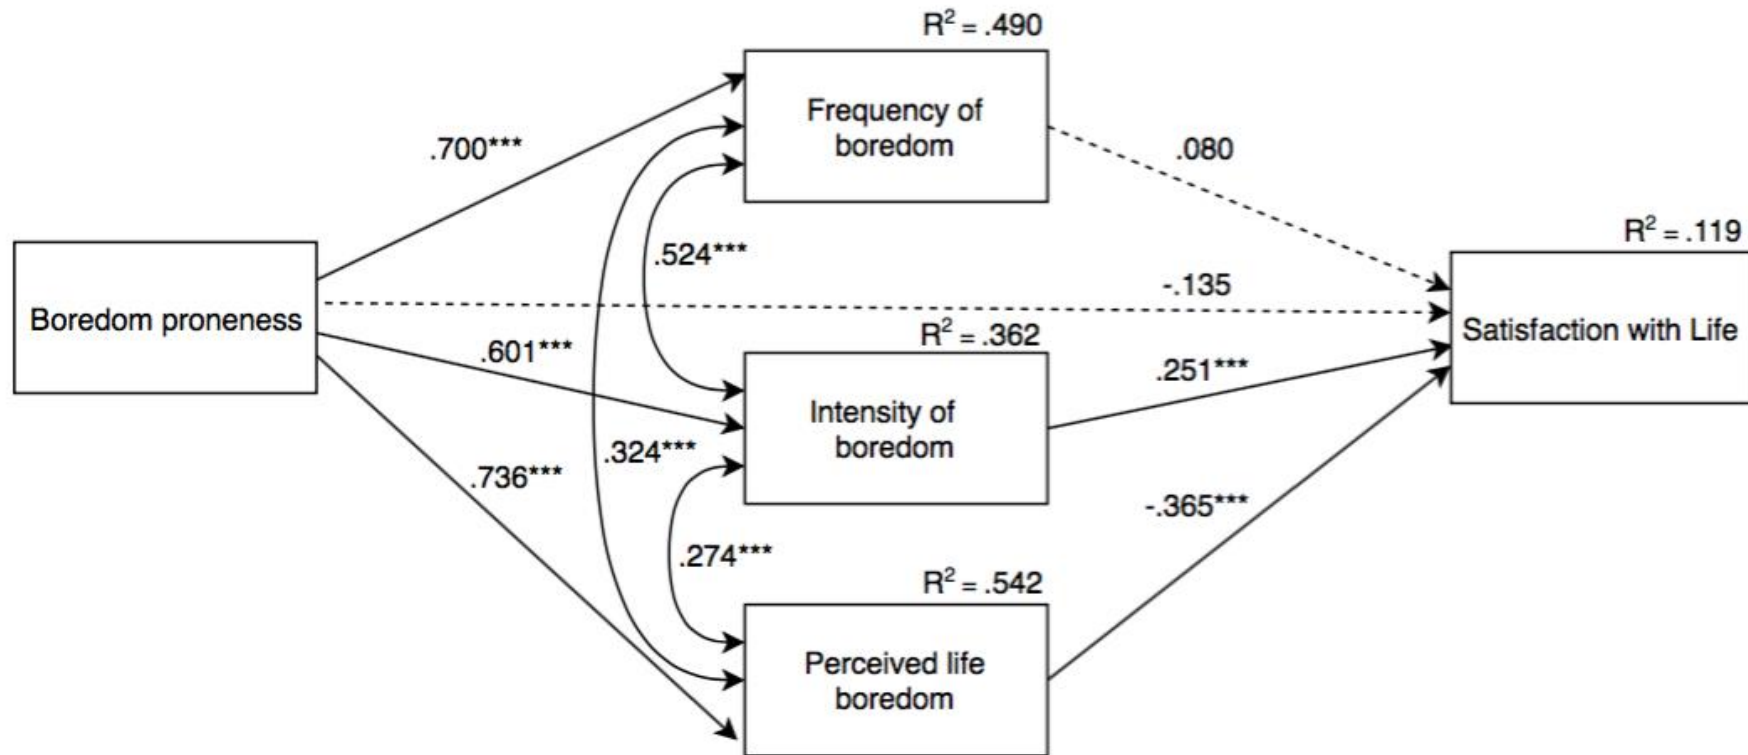 R² = .490
Frequency of
boredom
.700***
.080
.524***
R² = .119
-.135
Boredom proneness
Satisfaction with Life
R² = .362
.601***
.251***
Intensity of
boredom
.324***
.736***
-.365***
.274***
R² = .542
Perceived life
boredom